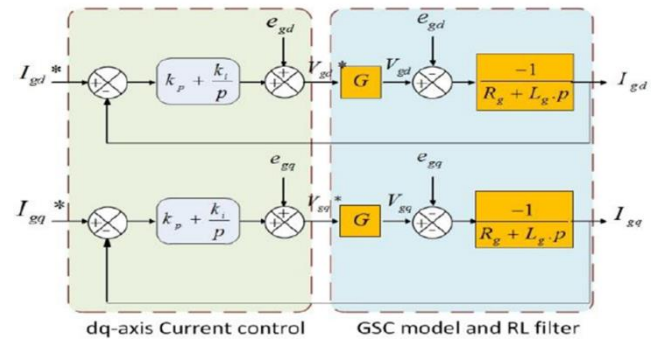 e_gd e_gd
I_gd* k_p + k_i/p V_gd* G V_gd -1/(R_g + L_g.p) I_gd
e_gq e_gq
I_gq* k_p + k_i/p V_gq* G V_gq -1/(R_g + L_g.p) I_gq
dq-axis Current control GSC model and RL filter